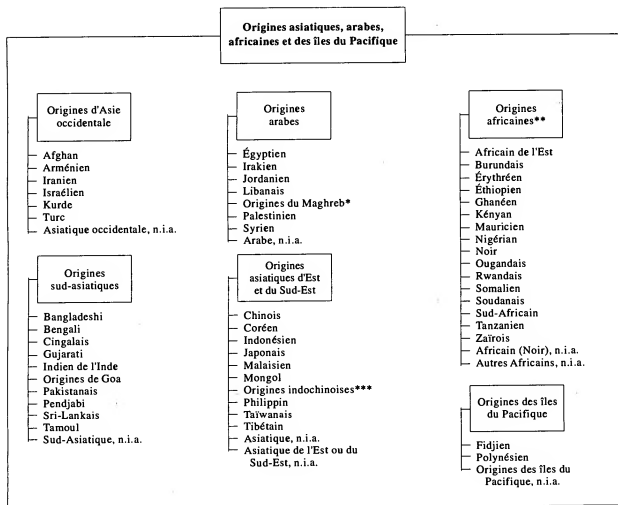 Origines asiatiques, arabes,
africaines et des îles du Pacifique
Origines d'Asie
occidentale
Afghan
Arménien
Iranien
Israélien
Kurde
Turc
Asiatique occidentale, n.i.a.
Origines
arabes
Égyptien
Irakien
Jordanien
Libanais
Origines du Maghreb*
Palestinien
Syrien
Arabe, n.i.a.
Origines
africaines**
Africain de l'Est
Burundais
Érythréen
Éthiopien
Ghanéen
Kényan
Mauricien
Nigérian
Noir
Ougandais
Rwandais
Somalien
Soudanais
Sud-Africain
Tanzanien
Zaïrois
Africain (Noir), n.i.a.
Autres Africains, n.i.a.
Origines
sud-asiatiques
Bangladeshi
Bengali
Cingalais
Gujarati
Indien de l'Inde
Origines de Goa
Pakistanais
Pendjabi
Sri-Lankais
Tamoul
Sud-Asiatique, n.i.a.
Origines
asiatiques d'Est
et du Sud-Est
Chinois
Coréen
Indonésien
Japonais
Malaisien
Mongol
Origines indochinoises***
Philippin
Taïwanais
Tibétain
Asiatique, n.i.a.
Asiatique de l'Est ou du
Sud-Est, n.i.a.
Origines des îles
du Pacifique
Fidjien
Polynésien
Origines des îles du
Pacifique, n.i.a.